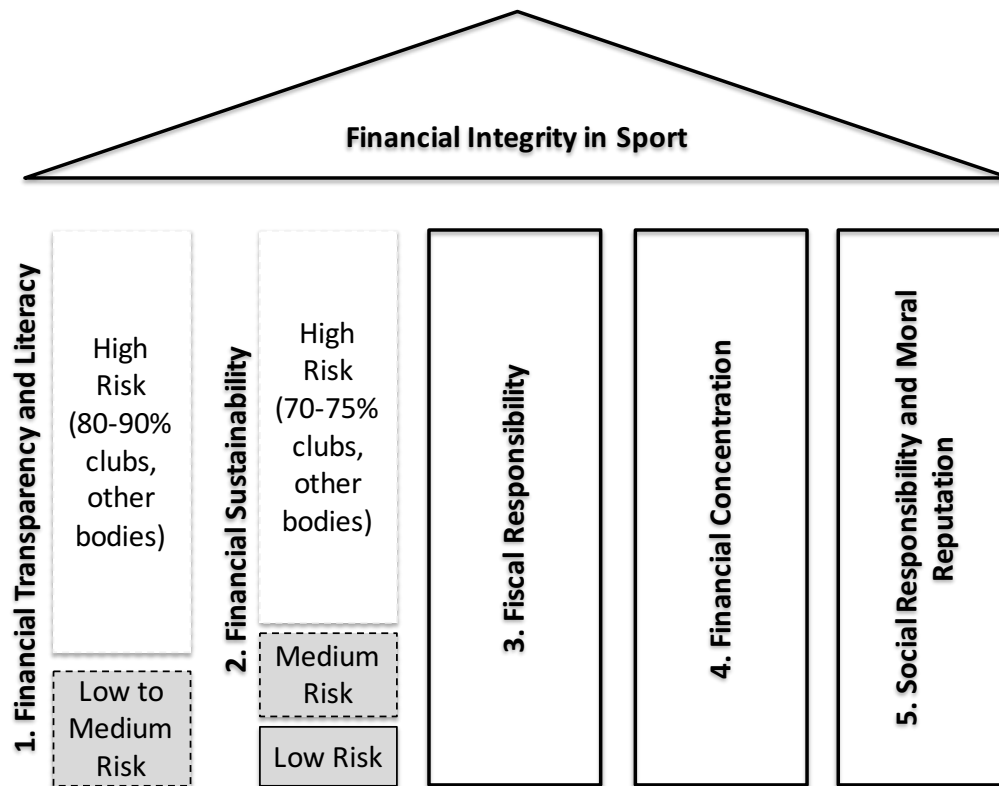 Financial Integrity in Sport
1. Financial Transparency and Literacy
High
Risk
(80-90%
clubs,
other
bodies)
Low to
Medium
Risk
2. Financial Sustainability
High
Risk
(70-75%
clubs,
other
bodies)
Medium
Risk
Low Risk
3. Fiscal Responsibility
4. Financial Concentration
5. Social Responsibility and Moral
Reputation